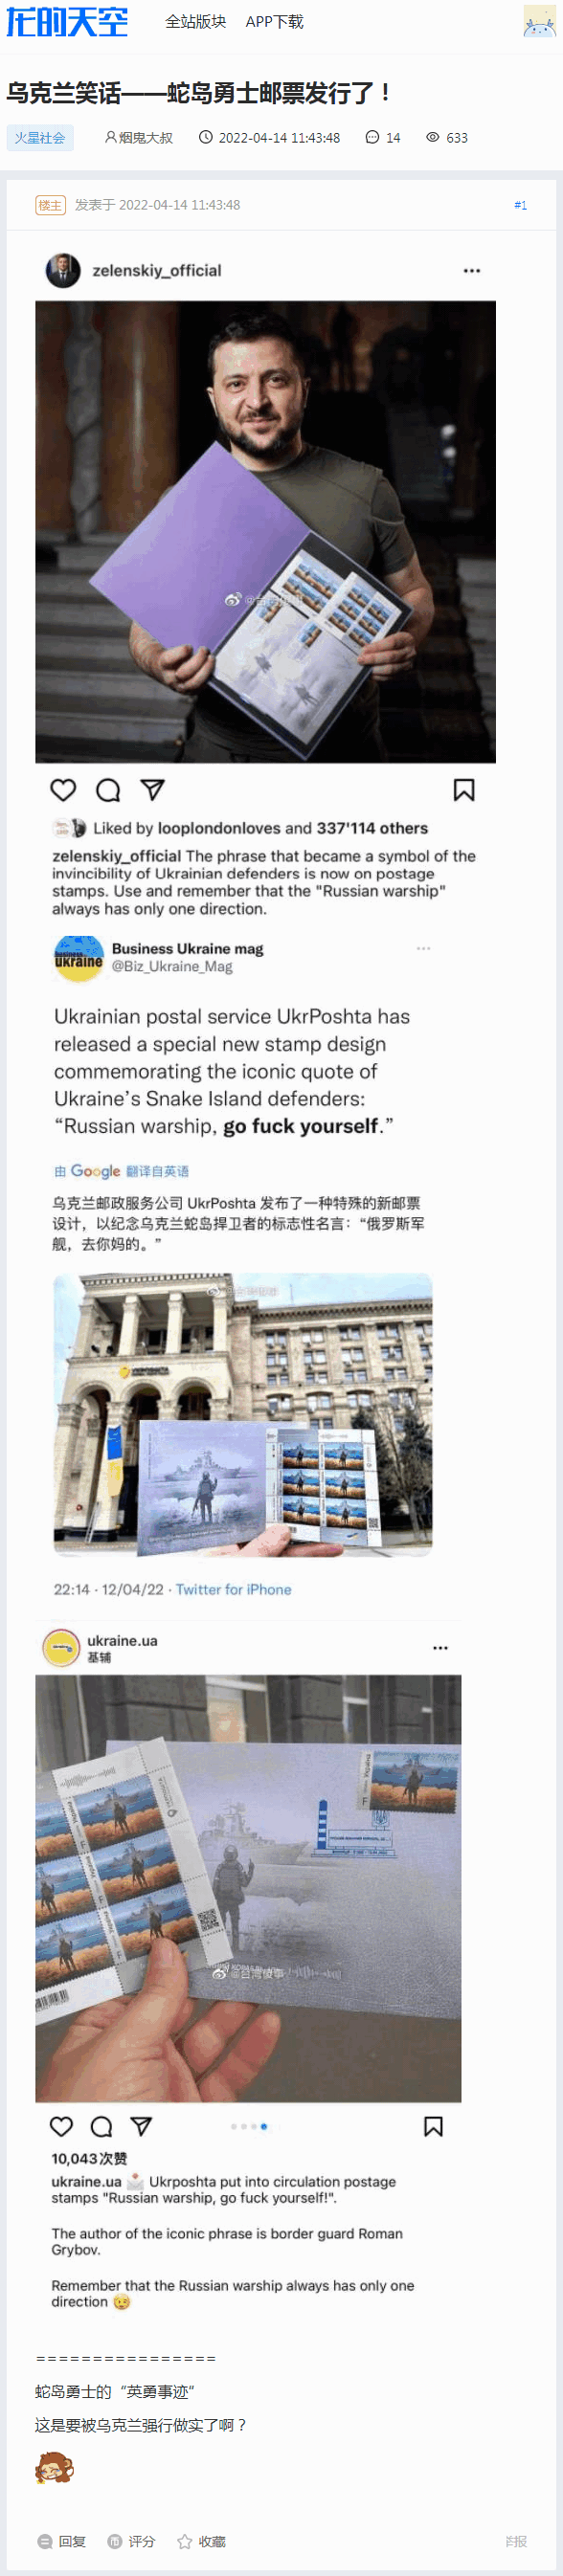 龙的天空
全站版块 APP下载
乌克兰笑话——蛇岛勇士邮票发行了！
火星社会 烟鬼大叔 2022-04-14 11:43:48 14 633
楼主 发表于 2022-04-14 11:43:48 #1
zelenskiy_official
Liked by looplondonloves and 337'114 others
zelenskiy_official The phrase that became a symbol of the
invincibility of Ukrainian defenders is now on postage
stamps. Use and remember that the "Russian warship"
always has only one direction.
business
ukraine
Business Ukraine mag
@Biz_Ukraine_Mag
Ukrainian postal service UkrPoshta has
released a special new stamp design
commemorating the iconic quote of
Ukraine’s Snake Island defenders:
“Russian warship, go fuck yourself.”
由 Google 翻译自英语
乌克兰邮政服务公司 UkrPoshta 发布了一种特殊的新邮票
设计，以纪念乌克兰蛇岛捍卫者的标志性名言：“俄罗斯军
舰，去你妈的。”
22:14 · 12/04/22 · Twitter for iPhone
ukraine.ua
基辅
Україна
F
@台湾傻事
10,043次赞
ukraine.ua 📩 Ukrposhta put into circulation postage
stamps "Russian warship, go fuck yourself!".
The author of the iconic phrase is border guard Roman
Grybov.
Remember that the Russian warship always has only one
direction 😉
================
蛇岛勇士的“英勇事迹”
这是要被乌克兰强行做实了啊？
回复 评分 收藏 举报